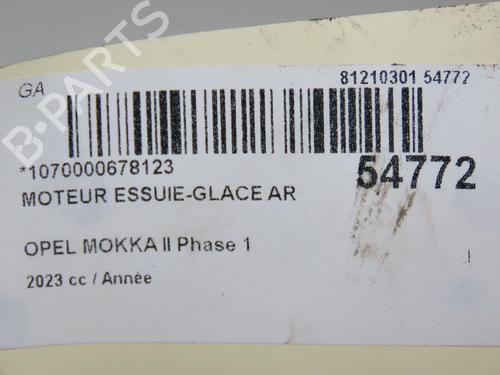 GA
81210301 54772
*1070000678123
54772
MOTEUR ESSUIE-GLACE AR
OPEL MOKKA II Phase 1
2023 cc / Année
B-PARTS